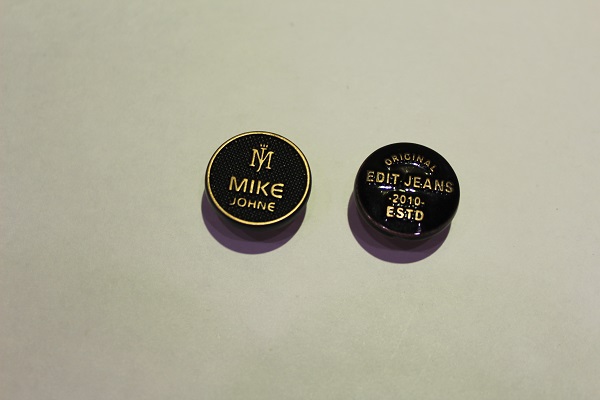 MJ
MIKE
JOHNE
ORIGINAL
EDIT JEANS
-2010-
ESTD